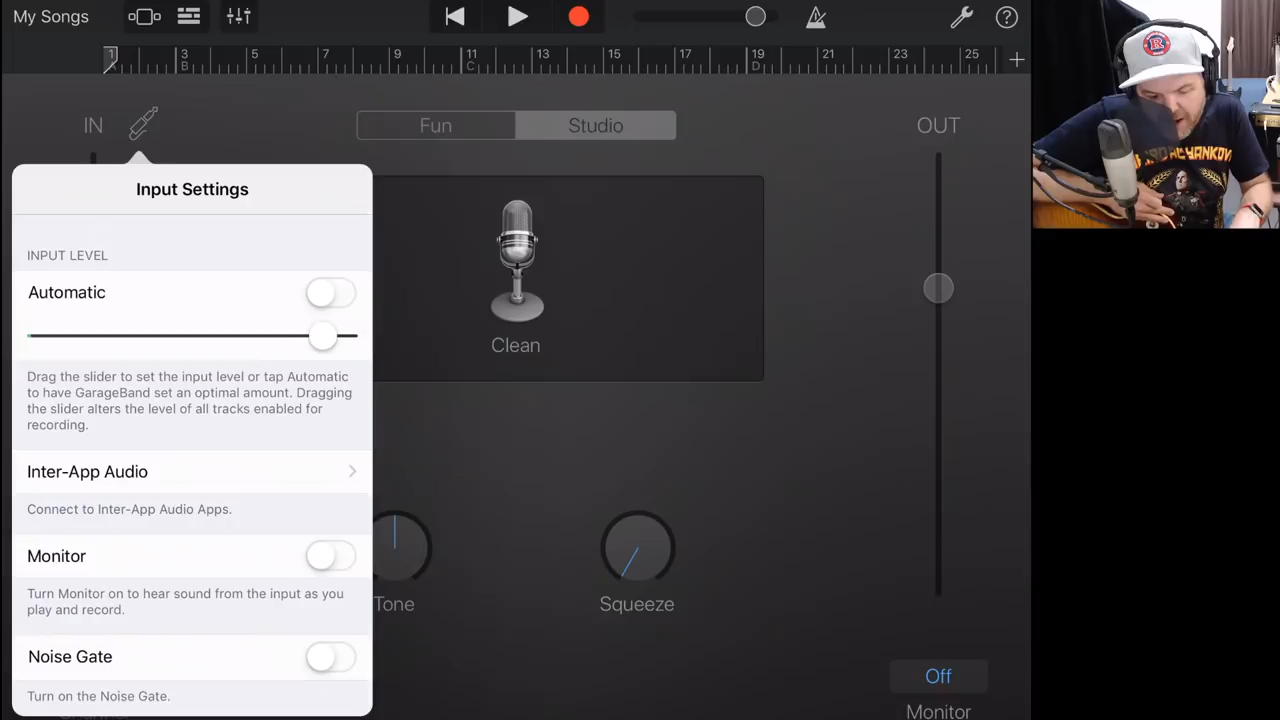 My Songs
1 3 5 7 9 11 13 15 17 19 21 23 25
A B C D
IN
Fun
Studio
OUT
Input Settings
INPUT LEVEL
Automatic
Drag the slider to set the input level or tap Automatic
to have GarageBand set an optimal amount. Dragging
the slider alters the level of all tracks enabled for
recording.
Inter-App Audio
Connect to Inter-App Audio Apps.
Monitor
Turn Monitor on to hear sound from the input as you
play and record.
Noise Gate
Turn on the Noise Gate.
Clean
Tone
Squeeze
Off
Monitor
R